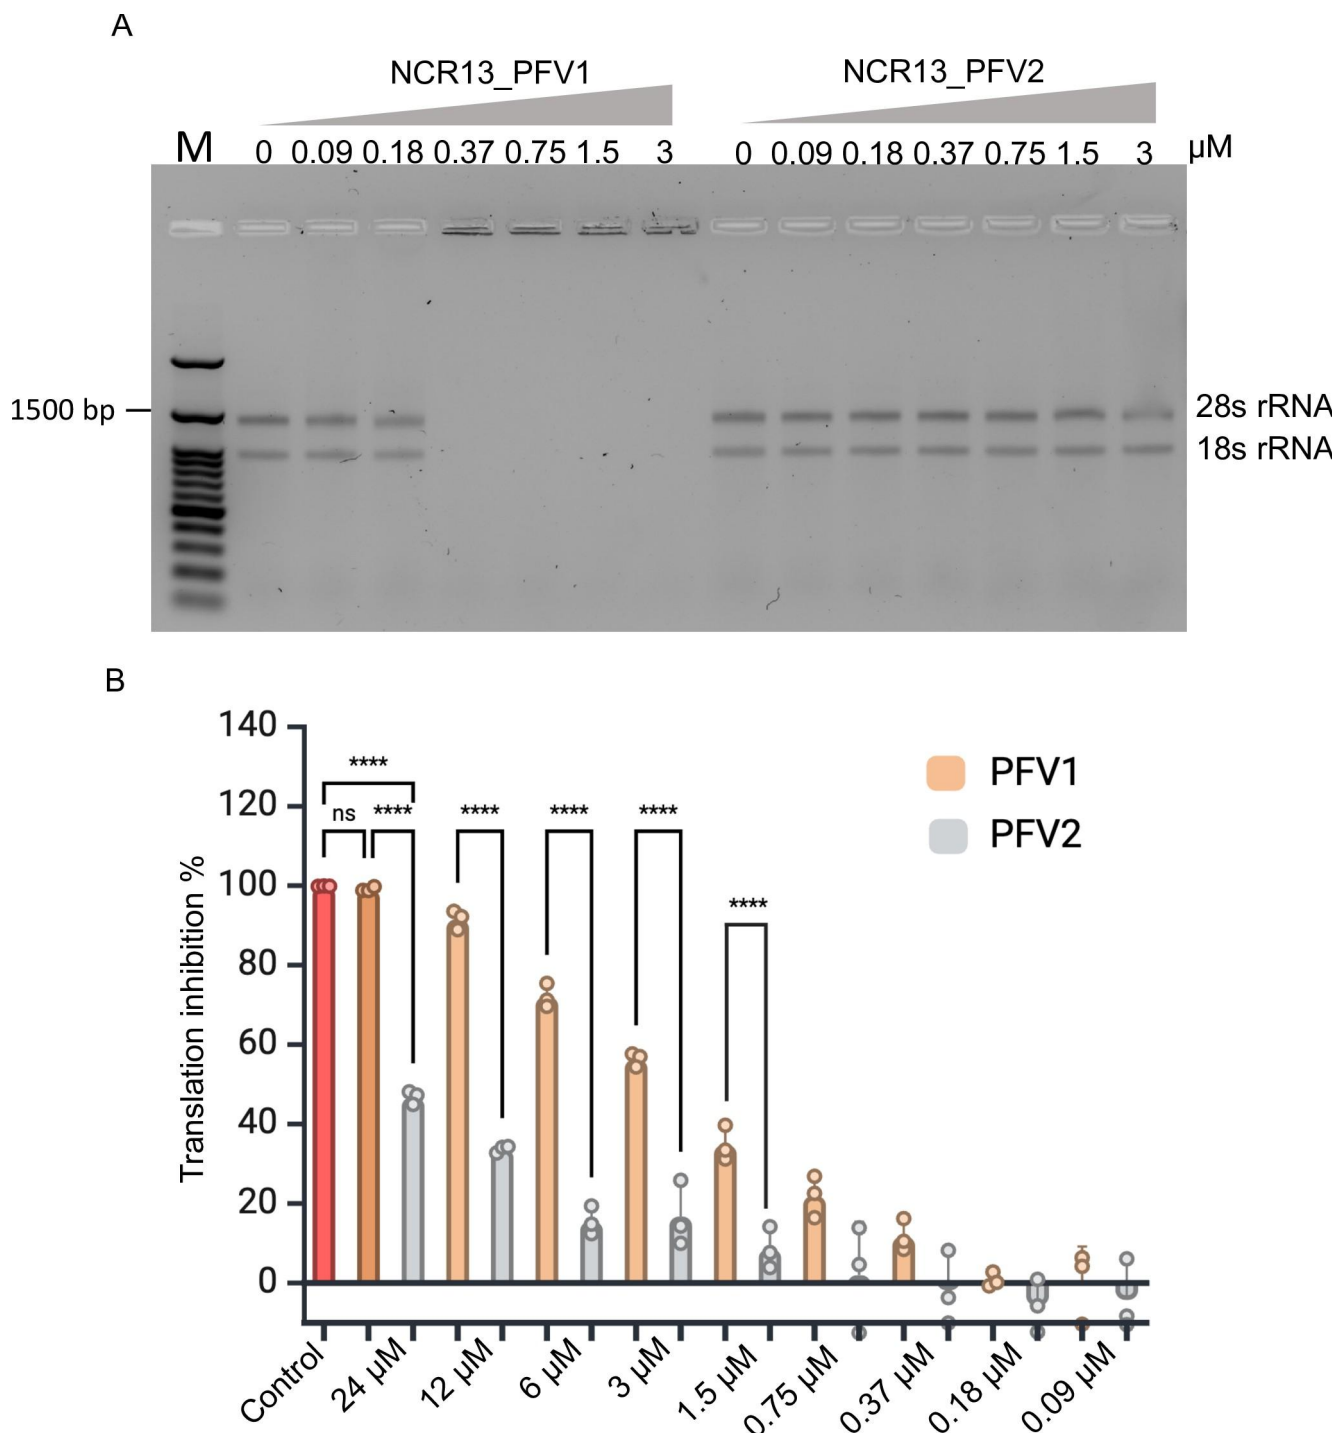 A
NCR13_PFV1 NCR13_PFV2
M 0 0.09 0.18 0.37 0.75 1.5 3 0 0.09 0.18 0.37 0.75 1.5 3 µM
1500 bp
28s rRNA
18s rRNA
B
Translation inhibition %
140
120
100
80
60
40
20
0
**** 
ns **** **** **** ****
****
PFV1
PFV2
Control 24 µM 12 µM 6 µM 3 µM 1.5 µM 0.75 µM 0.37 µM 0.18 µM 0.09 µM